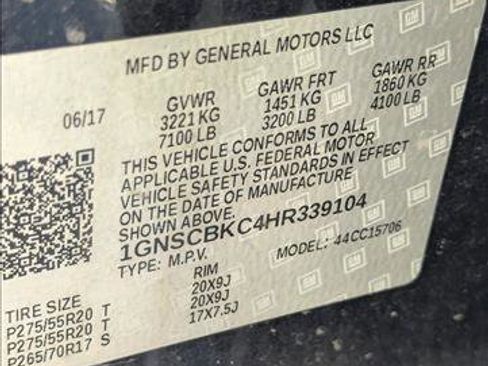 MFD BY GENERAL MOTORS LLC
06/17
GVWR GAWR FRT GAWR RR
3221 KG 1451 KG 1860 KG
7100 LB 3200 LB 4100 LB
THIS VEHICLE CONFORMS TO ALL
APPLICABLE U.S. FEDERAL MOTOR
VEHICLE SAFETY STANDARDS IN EFFECT
ON THE DATE OF MANUFACTURE
SHOWN ABOVE.
1GNSCBKC4HR339104
TYPE: M.P.V. MODEL: 44CC15706
TIRE SIZE RIM
P275/55R20 T 20X9J
P275/55R20 T 20X9J
P265/70R17 S 17X7.5J